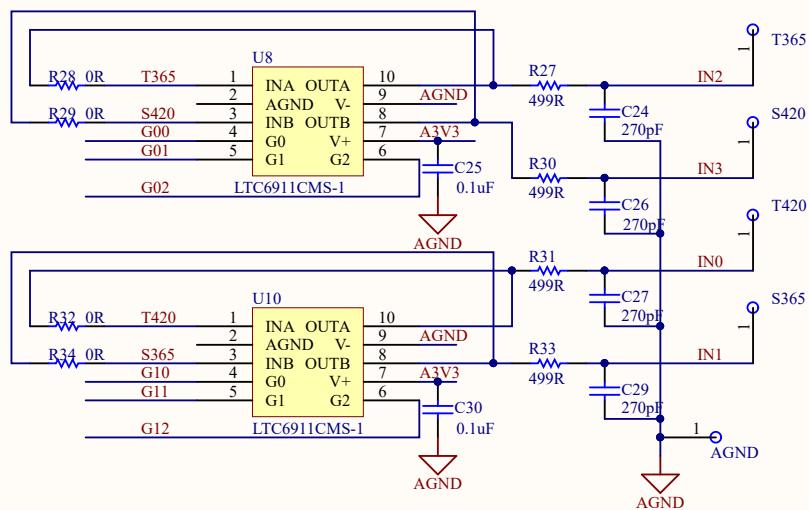 U8
R28 0R T365 1 INA OUTA 10
2 AGND V- 9 AGND
R29 0R S420 3 INB OUTB 8
G00 4 G0 V+ 7 A3V3
G01 5 G1 G2 6
G02 LTC6911CMS-1
C25
0.1uF
AGND
R27
499R
IN2
1
T365
C24
270pF
R30
499R
IN3
1
S420
C26
270pF
R31
499R
IN0
1
T420
C27
270pF
U10
R32 0R T420 1 INA OUTA 10
2 AGND V- 9 AGND
R34 0R S365 3 INB OUTB 8
G10 4 G0 V+ 7 A3V3
G11 5 G1 G2 6
G12 LTC6911CMS-1
C30
0.1uF
AGND
R33
499R
IN1
1
S365
C29
270pF
1
AGND
AGND